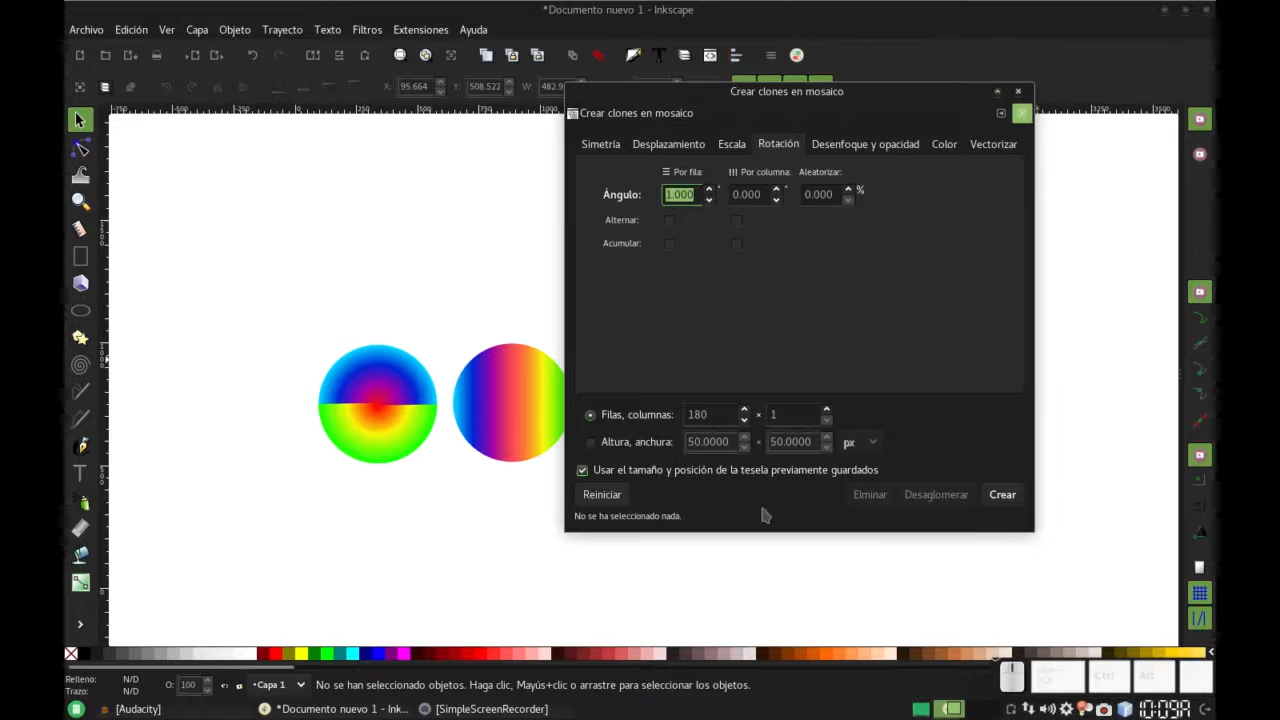 *Documento nuevo 1 - Inkscape
Archivo Edición Ver Capa Objeto Trayecto Texto Filtros Extensiones Ayuda
X: 95.664 Y: 508.522 W: 482.9
Crear clones en mosaico
Crear clones en mosaico
Simetría Desplazamiento Escala Rotación Desenfoque y opacidad Color Vectorizar
Por fila: Por columna: Aleatorizar:
Ángulo: 1.000 ° 0.000 ° 0.000 %
Alternar:
Acumular:
Filas, columnas: 180 × 1
Altura, anchura: 50.0000 × 50.0000 px
Usar el tamaño y posición de la tesela previamente guardados
Reiniciar Eliminar Desaglomerar Crear
No se ha seleccionado nada.
Relleno: N/D
Trazo: N/D
O: 100
•Capa 1
No se han seleccionado objetos. Haga clic, Mayús+clic o arrastre para seleccionar los objetos.
Ctrl Alt
[Audacity] *Documento nuevo 1 - Ink... [SimpleScreenRecorder]